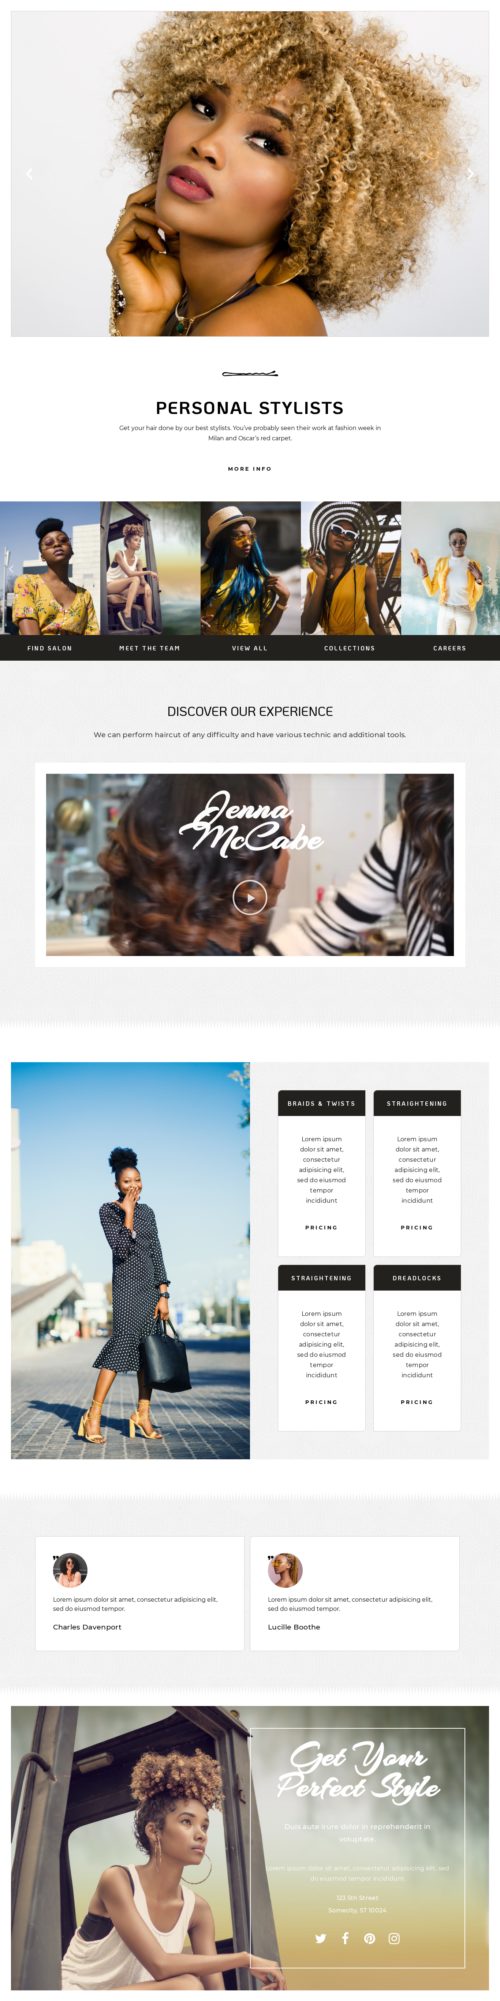 PERSONAL STYLISTS
Get your hair done by our best stylists. You've probably seen their work at fashion week in
Milan and Oscar's red carpet.
MORE INFO
FIND SALON
MEET THE TEAM
VIEW ALL
COLLECTIONS
CAREERS
DISCOVER OUR EXPERIENCE
We can perform haircut of any difficulty and have various technic and additional tools.
Jenna
McCabe
BRAIDS & TWISTS
Lorem ipsum
dolor sit amet,
consectetur
adipisicing elit,
sed do eiusmod
tempor
incididunt
PRICING
STRAIGHTENING
Lorem ipsum
dolor sit amet,
consectetur
adipisicing elit,
sed do eiusmod
tempor
incididunt
PRICING
STRAIGHTENING
Lorem ipsum
dolor sit amet,
consectetur
adipisicing elit,
sed do eiusmod
tempor
incididunt
PRICING
DREADLOCKS
Lorem ipsum
dolor sit amet,
consectetur
adipisicing elit,
sed do eiusmod
tempor
incididunt
PRICING
Lorem ipsum dolor sit amet, consectetur adipisicing elit,
sed do eiusmod tempor.
Charles Davenport
Lorem ipsum dolor sit amet, consectetur adipisicing elit,
sed do eiusmod tempor.
Lucille Boothe
Get Your
Perfect Style
Duis aute irure dolor in reprehenderit in
voluptate.
Lorem ipsum dolor sit amet, consectetur adipisicing elit, sed
do eiusmod tempor incididunt
123 5th Street
Somecity, ST 10024